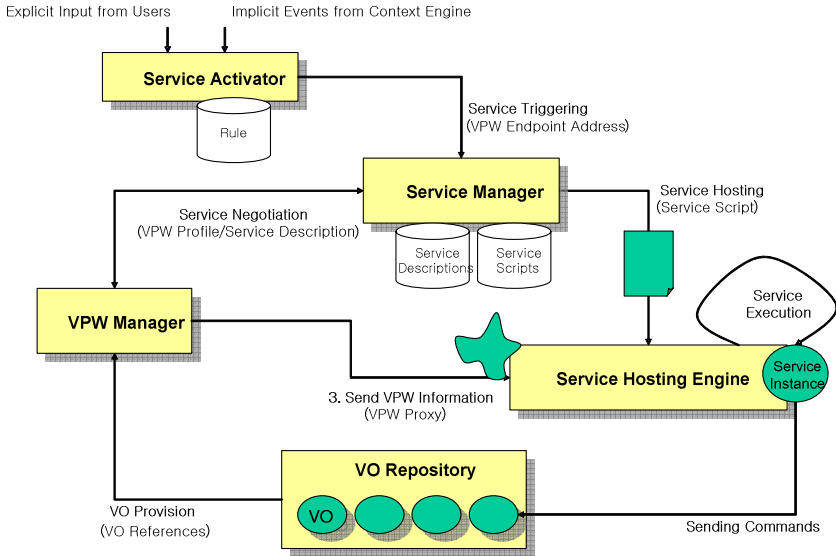 Explicit Input from Users
Implicit Events from Context Engine
Service Activator
Rule
Service Triggering
(VPW Endpoint Address)
Service Manager
Service Descriptions
Service Scripts
Service Negotiation
(VPW Profile/Service Description)
Service Hosting
(Service Script)
Service Execution
VPW Manager
Service Hosting Engine
Service Instance
3. Send VPW Information
(VPW Proxy)
VO Repository
VO
VO Provision
(VO References)
Sending Commands